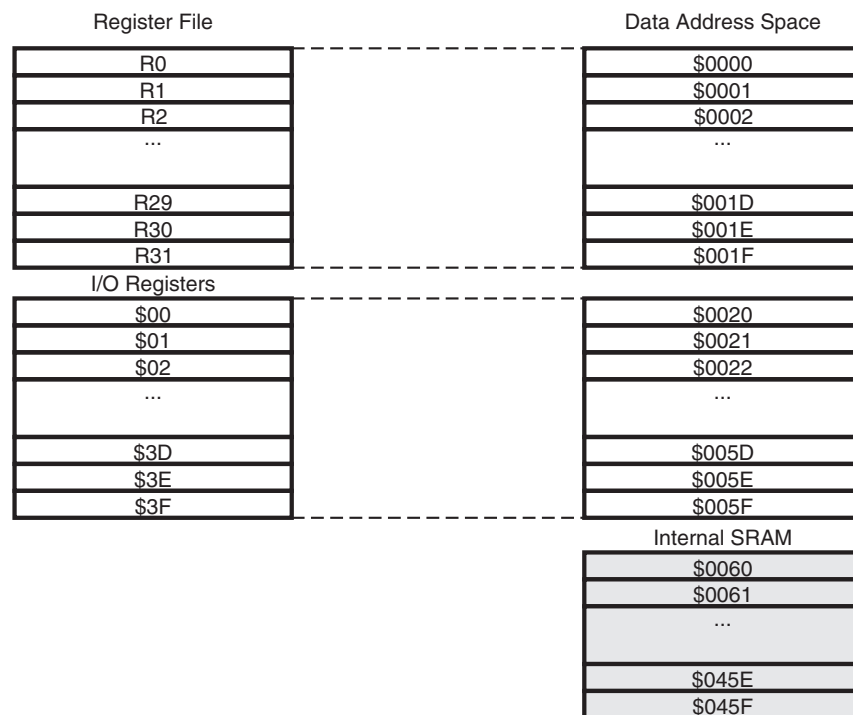 Register File
Data Address Space
R0
$0000
R1
$0001
R2
$0002
...
...
R29
$001D
R30
$001E
R31
$001F
I/O Registers
$00
$0020
$01
$0021
$02
$0022
...
...
$3D
$005D
$3E
$005E
$3F
$005F
Internal SRAM
$0060
$0061
...
$045E
$045F